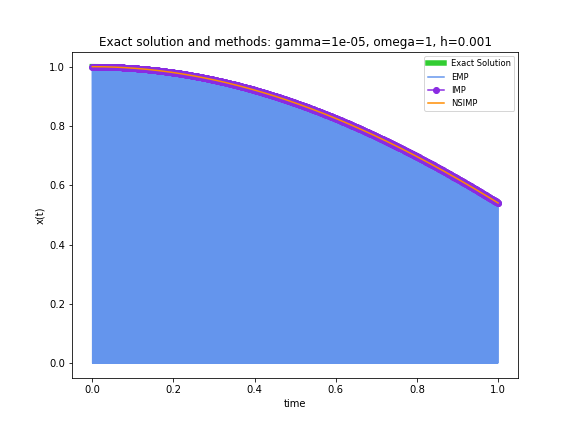 Exact solution and methods: gamma=1e-05, omega=1, h=0.001
Exact Solution
EMP
IMP
NSIMP
x(t)
1.0
0.8
0.6
0.4
0.2
0.0
0.0 0.2 0.4 0.6 0.8 1.0
time